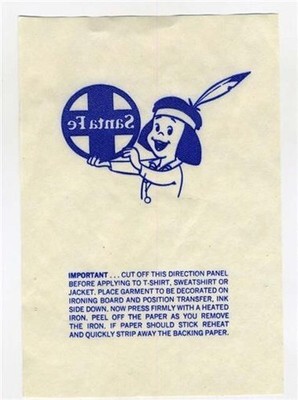 Santa Fe
IMPORTANT . . . CUT OFF THIS DIRECTION PANEL
BEFORE APPLYING TO T-SHIRT, SWEATSHIRT OR
JACKET. PLACE GARMENT TO BE DECORATED ON
IRONING BOARD AND POSITION TRANSFER, INK
SIDE DOWN. NOW PRESS FIRMLY WITH A HEATED
IRON. PEEL OFF THE PAPER AS YOU REMOVE
THE IRON. IF PAPER SHOULD STICK REHEAT
AND QUICKLY STRIP AWAY THE BACKING PAPER.